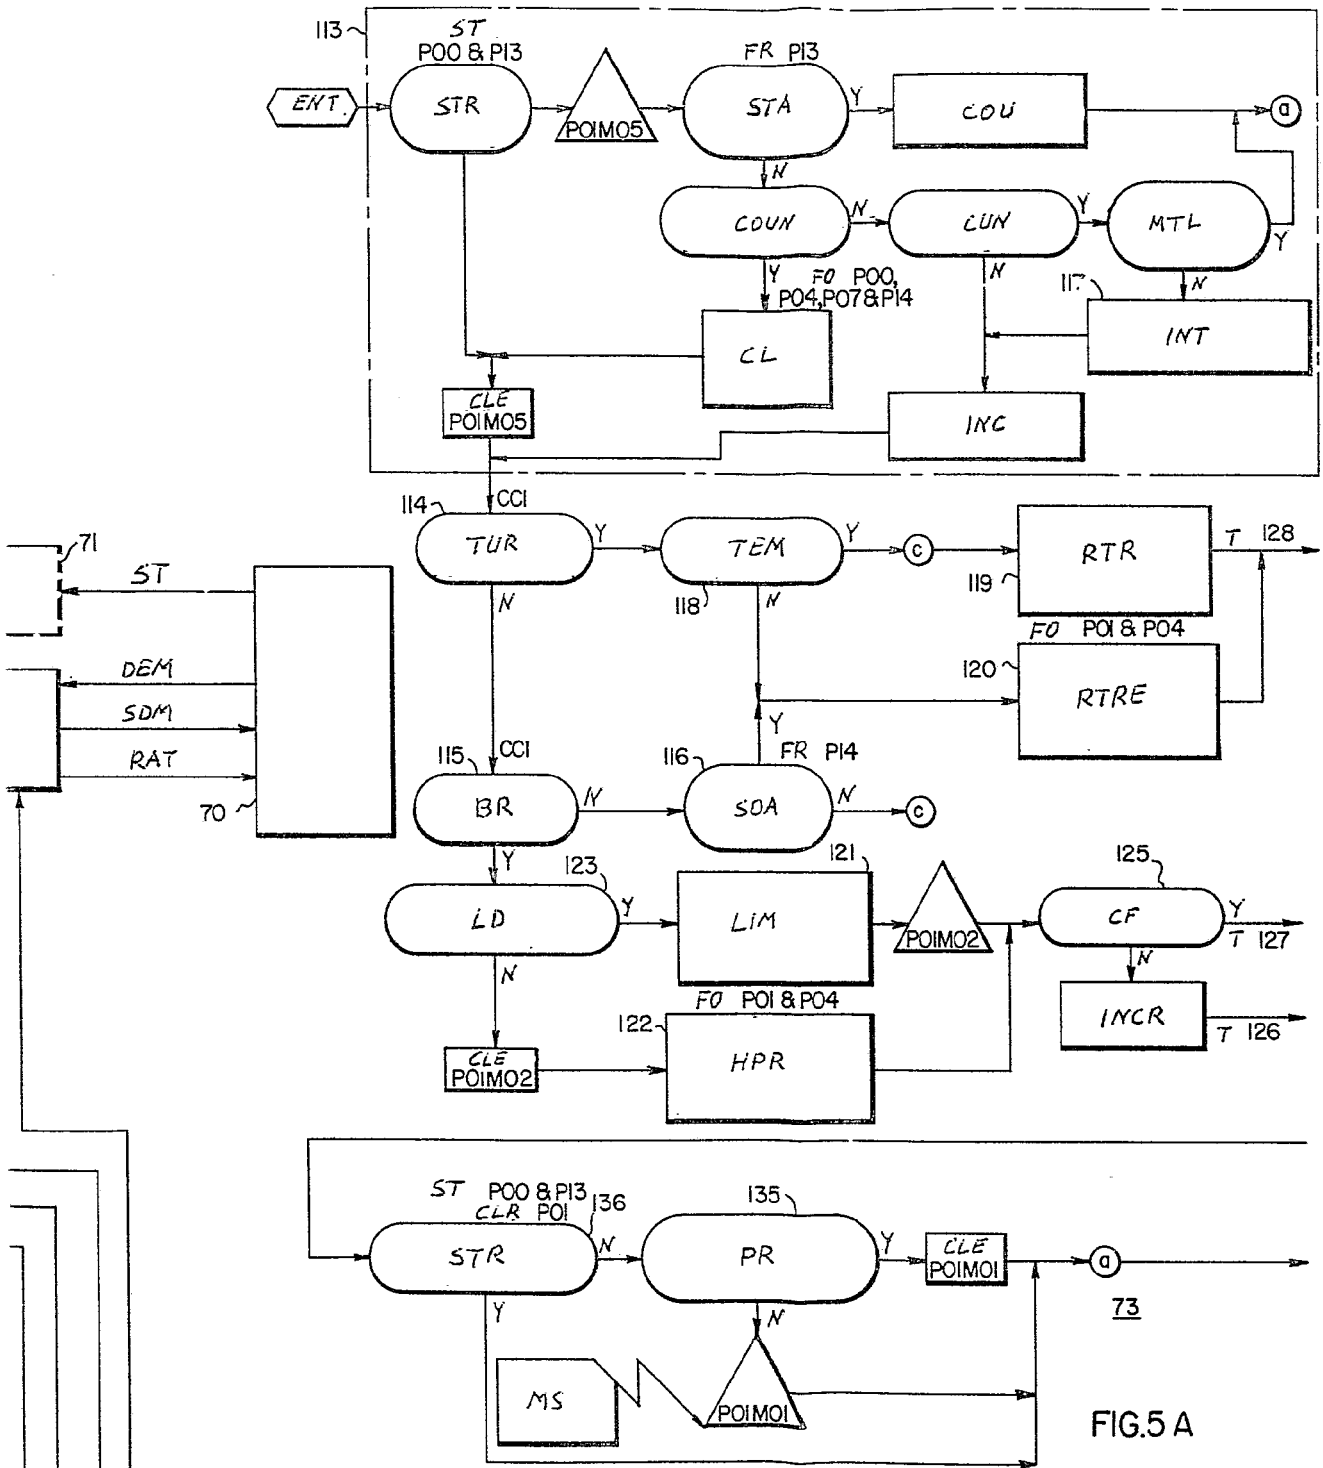 113
ST
P00 & P13
FR P13
ENT.
STR
P01M05
STA
Y
COU
a
N
COUN
N
CUN
Y
MTL
Y
Y
FO P00,
P04, P07 & P14
N
N
117
CL
INT
CLE
P01M05
INC
114
CC1
TUR
Y
TEM
Y
c
RTR
T 128
119
71
ST
N
118
N
FO P01 & P04
120
RTRE
DEM
SDM
RAT
70
Y
115
CC1
116
FR P14
BR
N
SOA
N
c
Y
123
121
125
LD
Y
LIM
P01M02
CF
Y
T 127
N
N
FO P01 & P04
122
INCR
T 126
CLE
P01M02
HPR
ST P00 & P13
CLR P01
136
135
STR
N
PR
Y
CLE
P01M01
a
Y
N
73
MS
P01M01
FIG.5 A